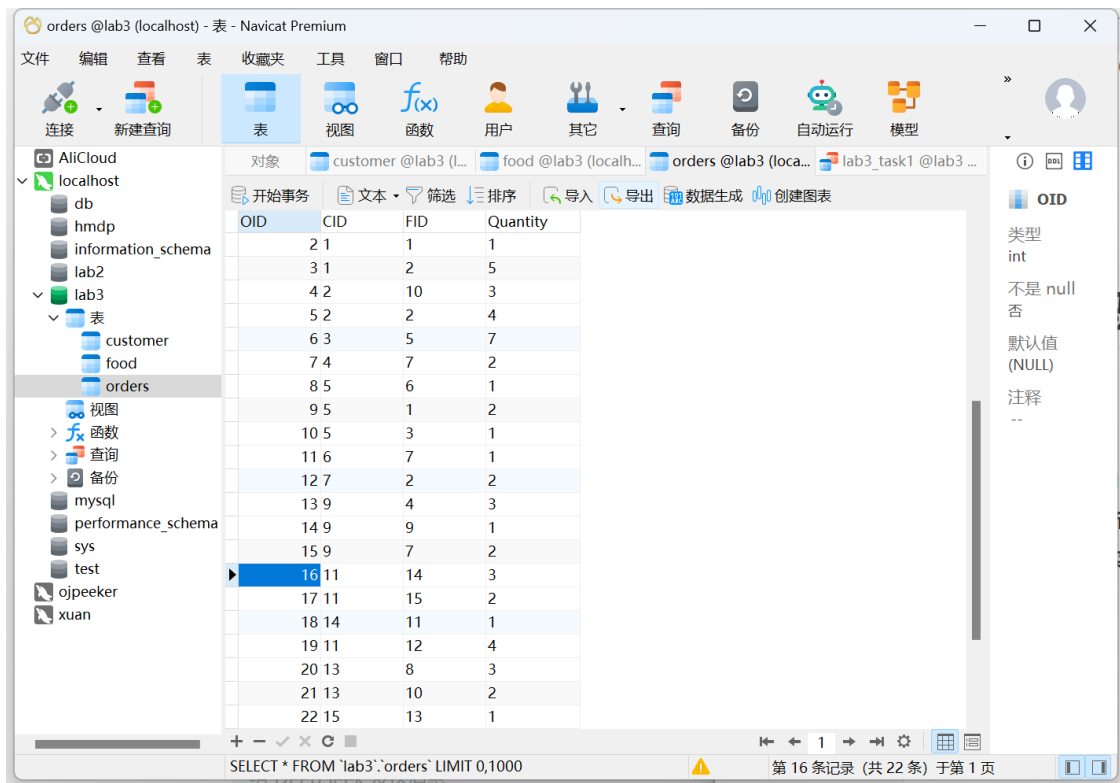 orders @lab3 (localhost) - 表 - Navicat Premium
文件 编辑 查看 表 收藏夹 工具 窗口 帮助
连接 新建查询 表 视图 函数 用户 其它 查询 备份 自动运行 模型
AliCloud
localhost
db
hmdp
information_schema
lab2
lab3
表
customer
food
orders
视图
函数
查询
备份
mysql
performance_schema
sys
test
ojpeeker
xuan
对象 customer @lab3 (l... food @lab3 (localh... orders @lab3 (loca... lab3_task1 @lab3 ...
开始事务 文本 筛选 排序 导入 导出 数据生成 创建图表
OID CID FID Quantity
2 1 1 1
3 1 2 5
4 2 10 3
5 2 2 4
6 3 5 7
7 4 7 2
8 5 6 1
9 5 1 2
10 5 3 1
11 6 7 1
12 7 2 2
13 9 4 3
14 9 9 1
15 9 7 2
16 11 14 3
17 11 15 2
18 14 11 1
19 11 12 4
20 13 8 3
21 13 10 2
22 15 13 1
1
SELECT * FROM `lab3`.`orders` LIMIT 0,1000
第 16 条记录 (共 22 条) 于第 1 页
DDL
OID
类型
int
不是 null
否
默认值
(NULL)
注释
--